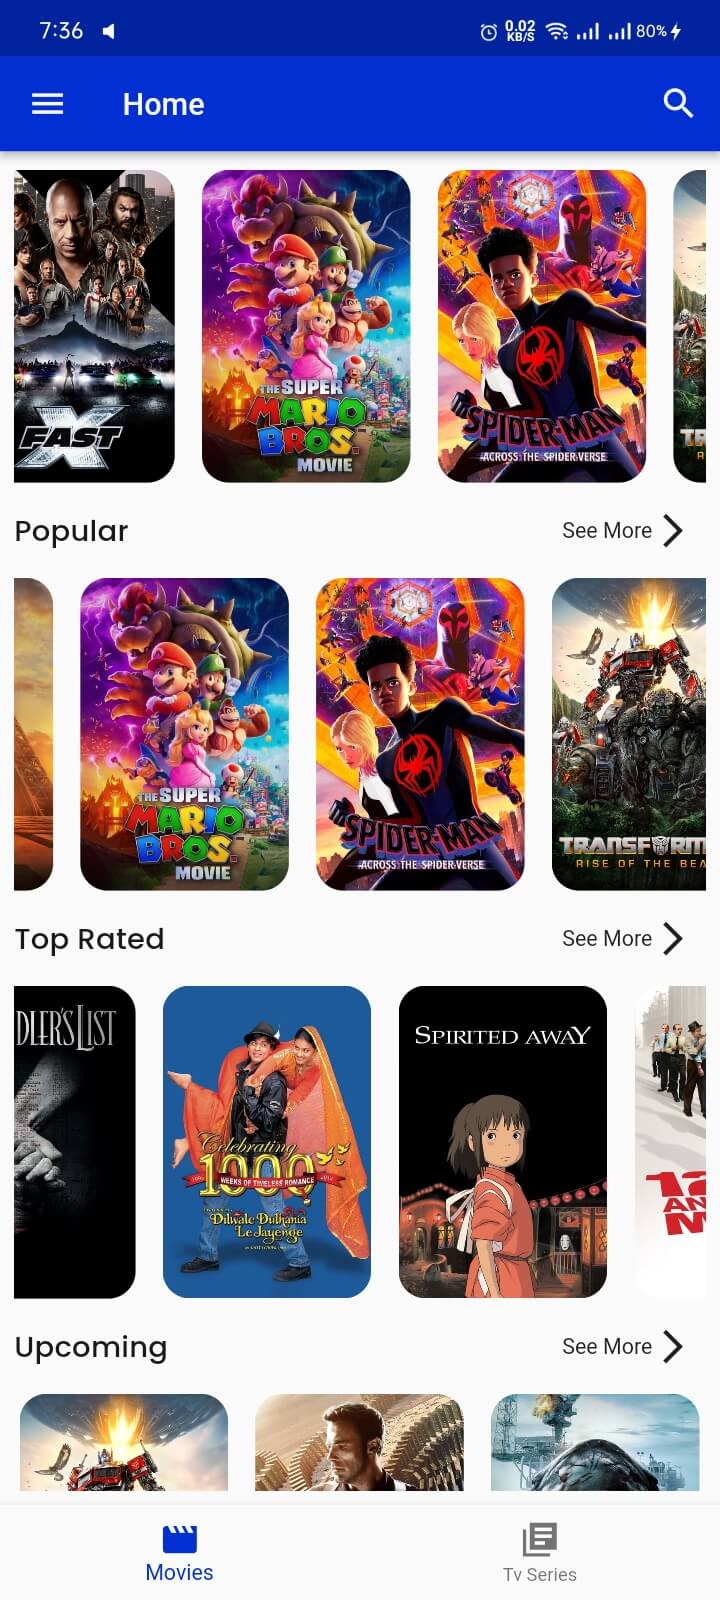 7:36
0.02
KB/S
80%
Home
FAST
X
THE SUPER
MARIO
BROS.
MOVIE
SPIDER-MAN
ACROSS THE SPIDER-VERSE
TR
R
Popular
See More
THE SUPER
MARIO
BROS.
MOVIE
SPIDER-MAN
ACROSS THE SPIDER-VERSE
TRANSFORM
RISE OF THE BEA
Top Rated
See More
DLER'S LIST
Celebrating
1000
WEEKS OF TIMELESS ROMANCE
Dilwale Dulhania
Le Jayenge
SPIRITED AWAY
12
AN
M
Upcoming
See More
Movies
Tv Series